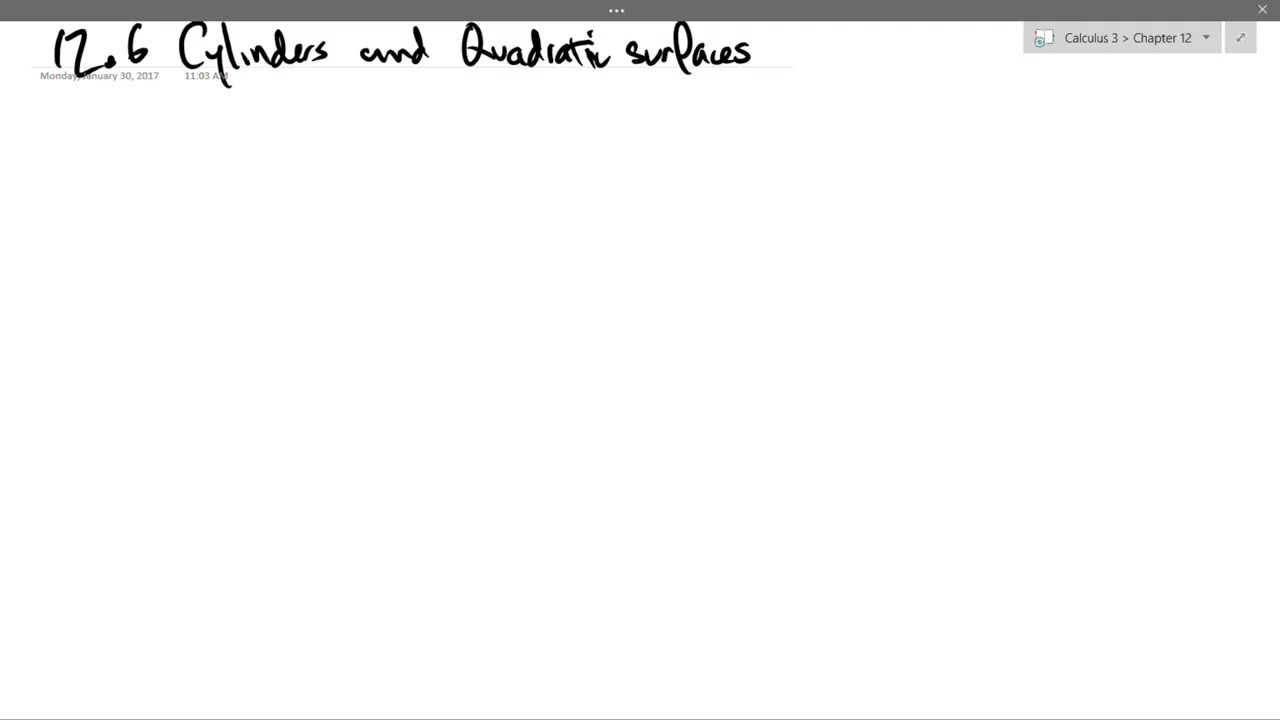 12.6 Cylinders and Quadratic surfaces
Calculus 3 > Chapter 12
Monday, January 30, 2017 11:03 AM